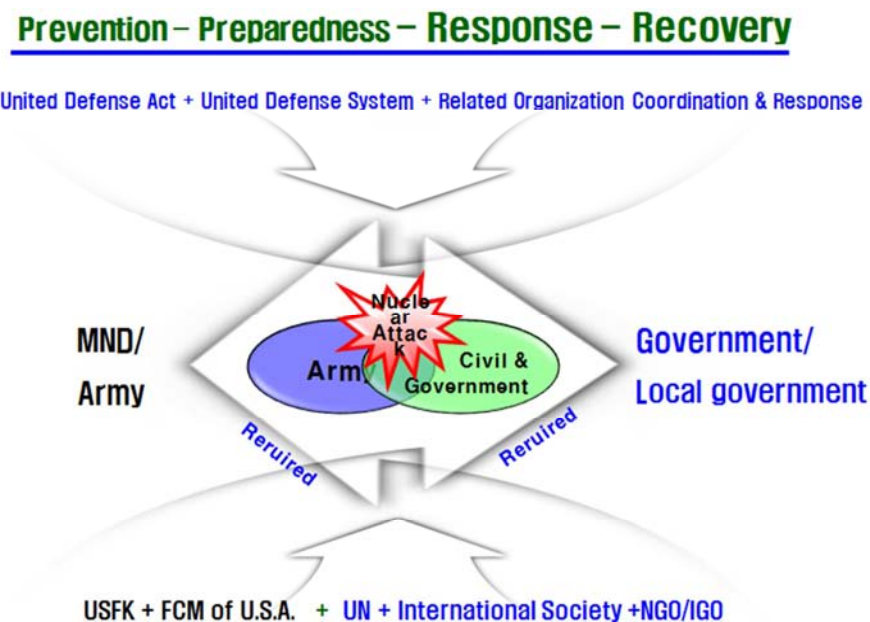 Prevention – Preparedness – Response – Recovery
United Defense Act + United Defense System + Related Organization Coordination & Response
Nucle
ar
Attac
k
MND/
Army
Army
Civil &
Government
Government/
Local government
Reruired
Reruired
USFK + FCM of U.S.A. + UN + International Society +NGO/IGO